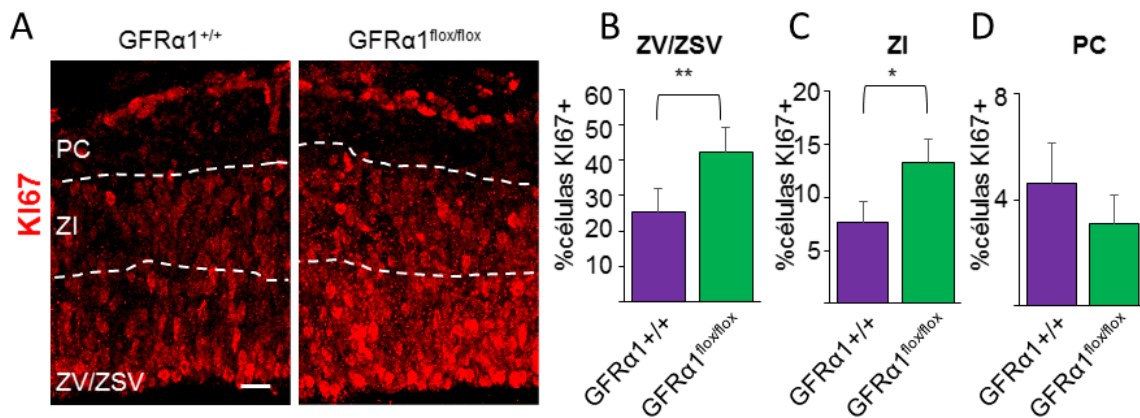 A
GFRα1+/+
GFRα1flox/flox
KI67
PC
ZI
ZV/ZSV
B
ZV/ZSV
**
%células KI67+
60
50
40
30
20
10
GFRα1+/+
GFRα1flox/flox
C
ZI
*
%células KI67+
20
15
10
5
GFRα1+/+
GFRα1flox/flox
D
PC
%células KI67+
8
4
GFRα1+/+
GFRα1flox/flox